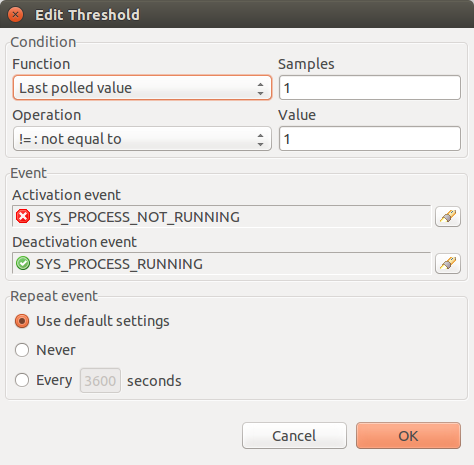 Edit Threshold
Condition
Function Samples
Last polled value 1
Operation Value
!= : not equal to 1
Event
Activation event
SYS_PROCESS_NOT_RUNNING
Deactivation event
SYS_PROCESS_RUNNING
Repeat event
Use default settings
Never
Every 3600 seconds
Cancel OK